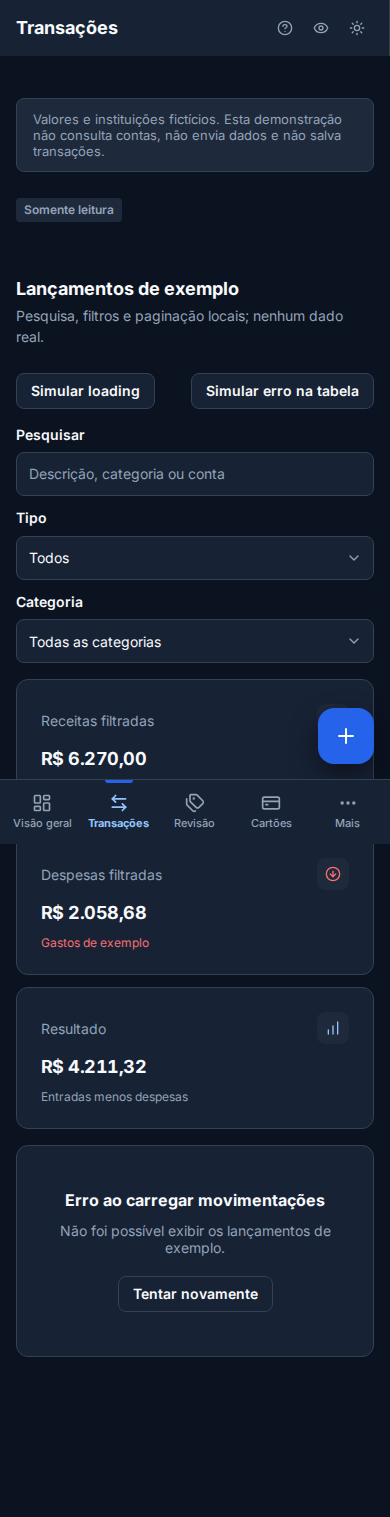 Transações
Valores e instituições fictícios. Esta demonstração
não consulta contas, não envia dados e não salva
transações.
Somente leitura
Lançamentos de exemplo
Pesquisa, filtros e paginação locais; nenhum dado
real.
Simular loading
Simular erro na tabela
Pesquisar
Descrição, categoria ou conta
Tipo
Todos
Categoria
Todas as categorias
Receitas filtradas
R$ 6.270,00
Visão geral
Transações
Revisão
Cartões
Mais
Despesas filtradas
R$ 2.058,68
Gastos de exemplo
Resultado
R$ 4.211,32
Entradas menos despesas
Erro ao carregar movimentações
Não foi possível exibir os lançamentos de
exemplo.
Tentar novamente